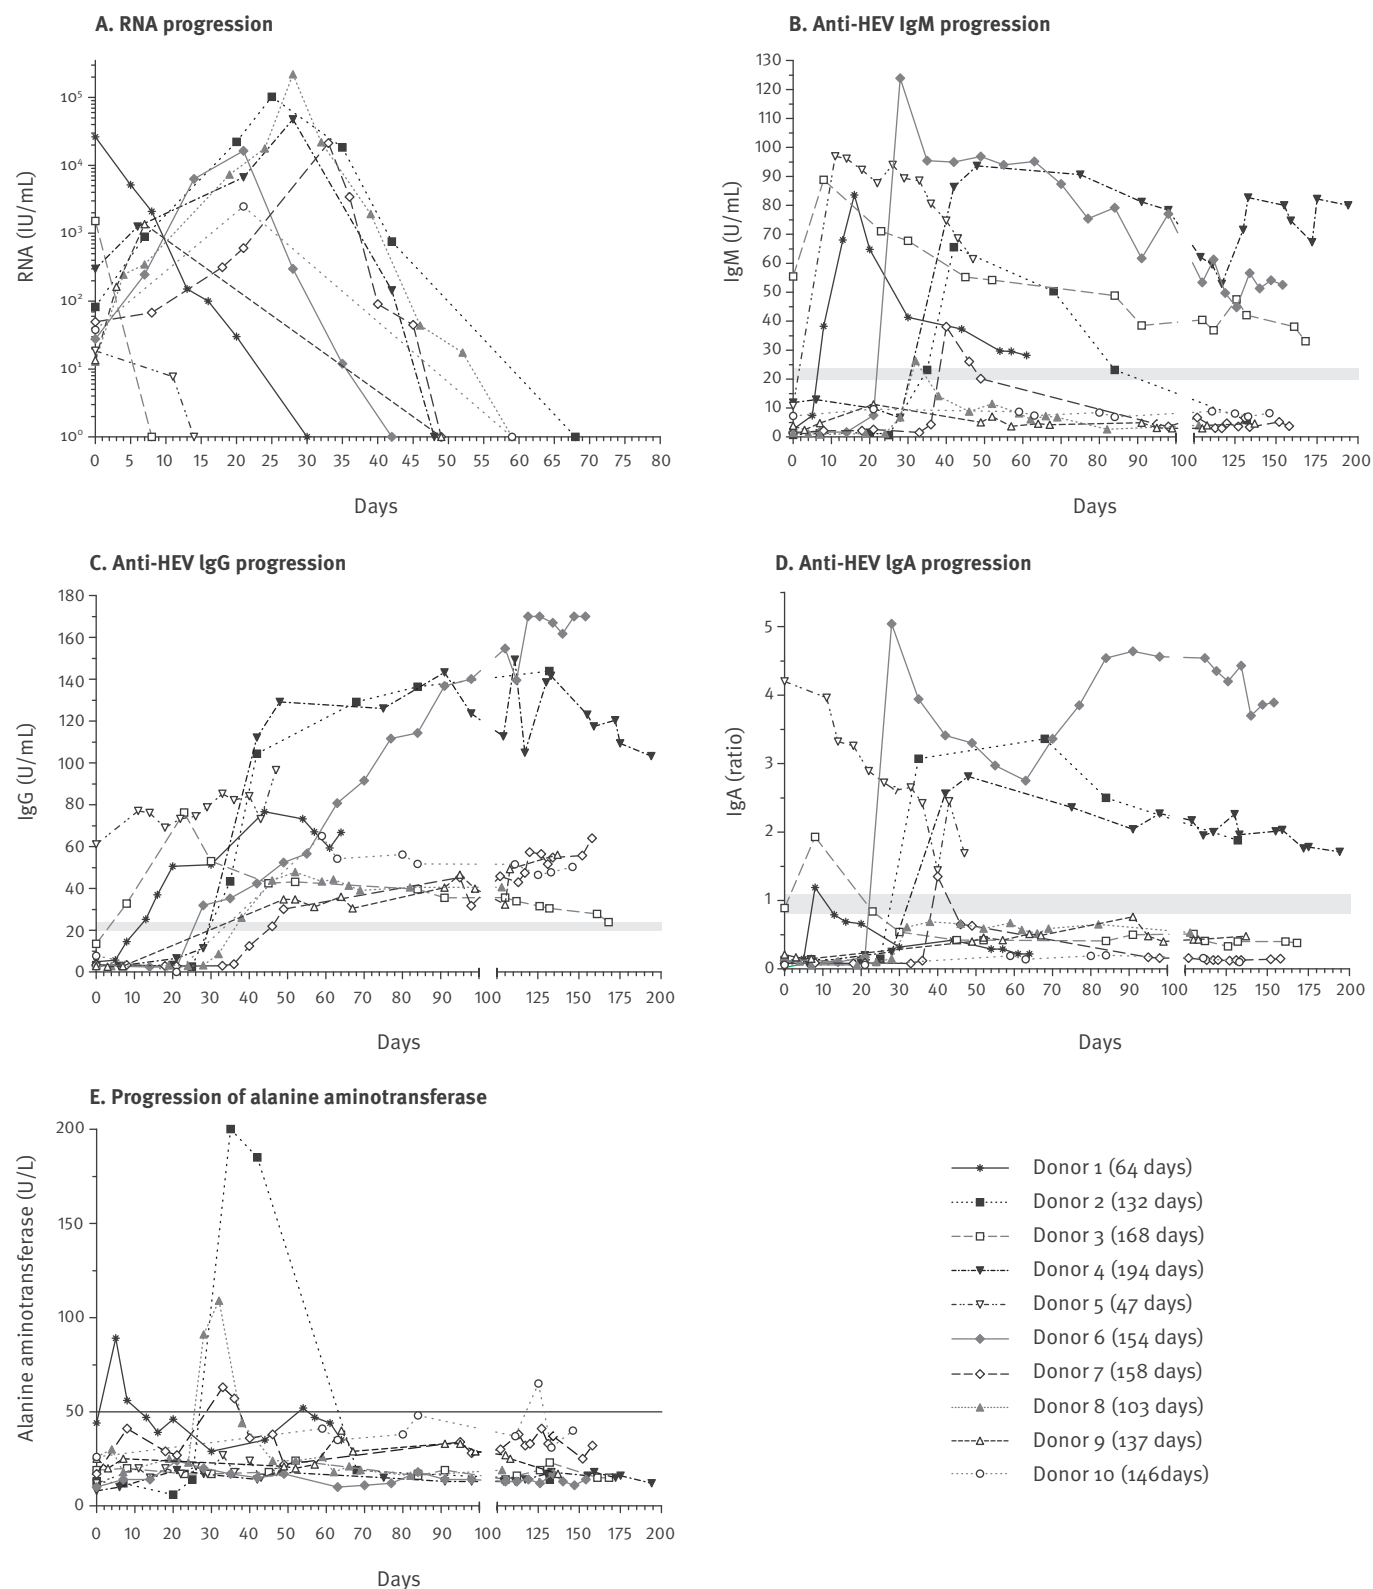 A. RNA progression
RNA (IU/mL)
10⁵
10⁴
10³
10²
10¹
10⁰
0 5 10 15 20 25 30 35 40 45 50 55 60 65 70 75 80
Days
B. Anti-HEV IgM progression
IgM (U/mL)
130
120
110
100
90
80
70
60
50
40
30
20
10
0
0 10 20 30 40 50 60 70 80 90 100 125 150 175 200
Days
C. Anti-HEV lgG progression
IgG (U/mL)
180
160
140
120
100
80
60
40
20
0
0 10 20 30 40 50 60 70 80 90 100 125 150 175 200
Days
D. Anti-HEV lgA progression
IgA (ratio)
5
4
3
2
1
0
0 10 20 30 40 50 60 70 80 90 100 125 150 175 200
Days
E. Progression of alanine aminotransferase
Alanine aminotransferase (U/L)
200
150
100
50
0
0 10 20 30 40 50 60 70 80 90 100 125 150 175 200
Days
Donor 1 (64 days)
Donor 2 (132 days)
Donor 3 (168 days)
Donor 4 (194 days)
Donor 5 (47 days)
Donor 6 (154 days)
Donor 7 (158 days)
Donor 8 (103 days)
Donor 9 (137 days)
Donor 10 (146days)